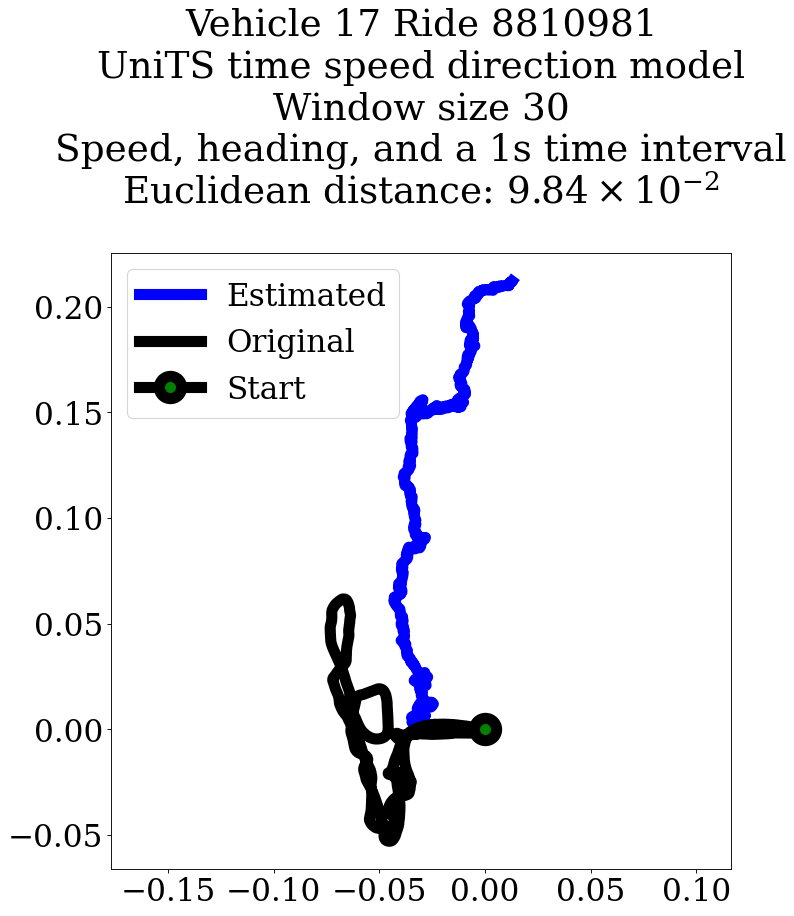 Vehicle 17 Ride 8810981
UniTS time speed direction model
Window size 30
Speed, heading, and a 1s time interval
Euclidean distance: 9.84 × 10⁻²
Estimated
Original
Start
0.20
0.15
0.10
0.05
0.00
−0.05
−0.15 −0.10 −0.05 0.00 0.05 0.10